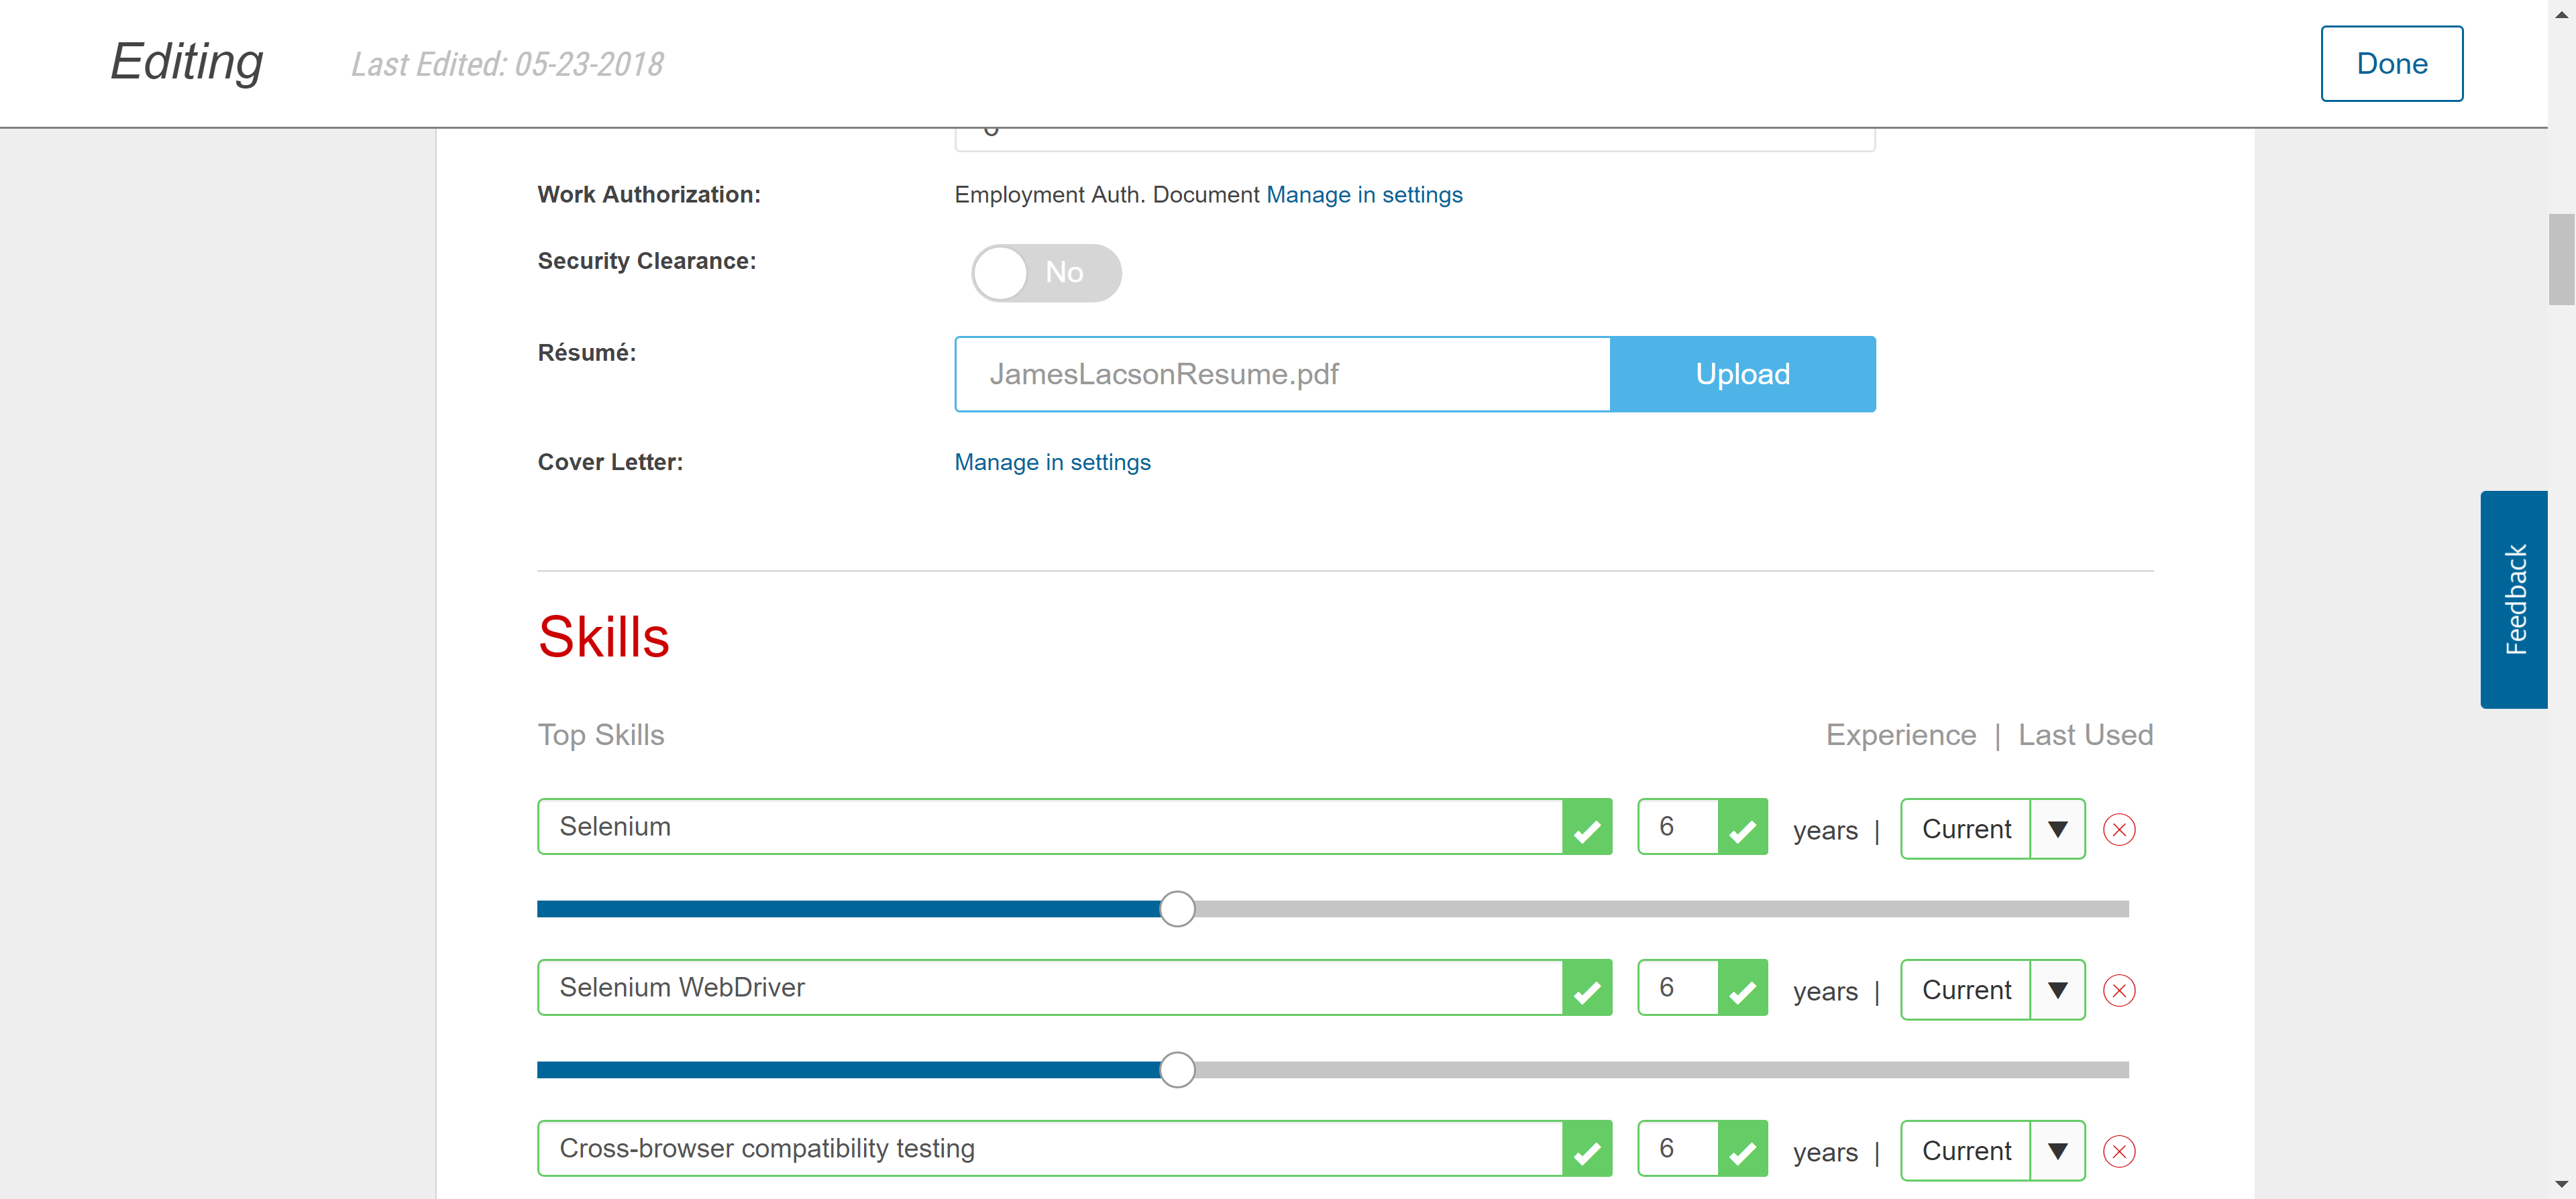 Editing Last Edited: 05-23-2018 Done
Work Authorization: Employment Auth. Document Manage in settings
Security Clearance: No
Résumé: JamesLacsonResume.pdf Upload
Cover Letter: Manage in settings
Feedback
Skills
Top Skills Experience | Last Used
Selenium 6 years | Current
Selenium WebDriver 6 years | Current
Cross-browser compatibility testing 6 years | Current